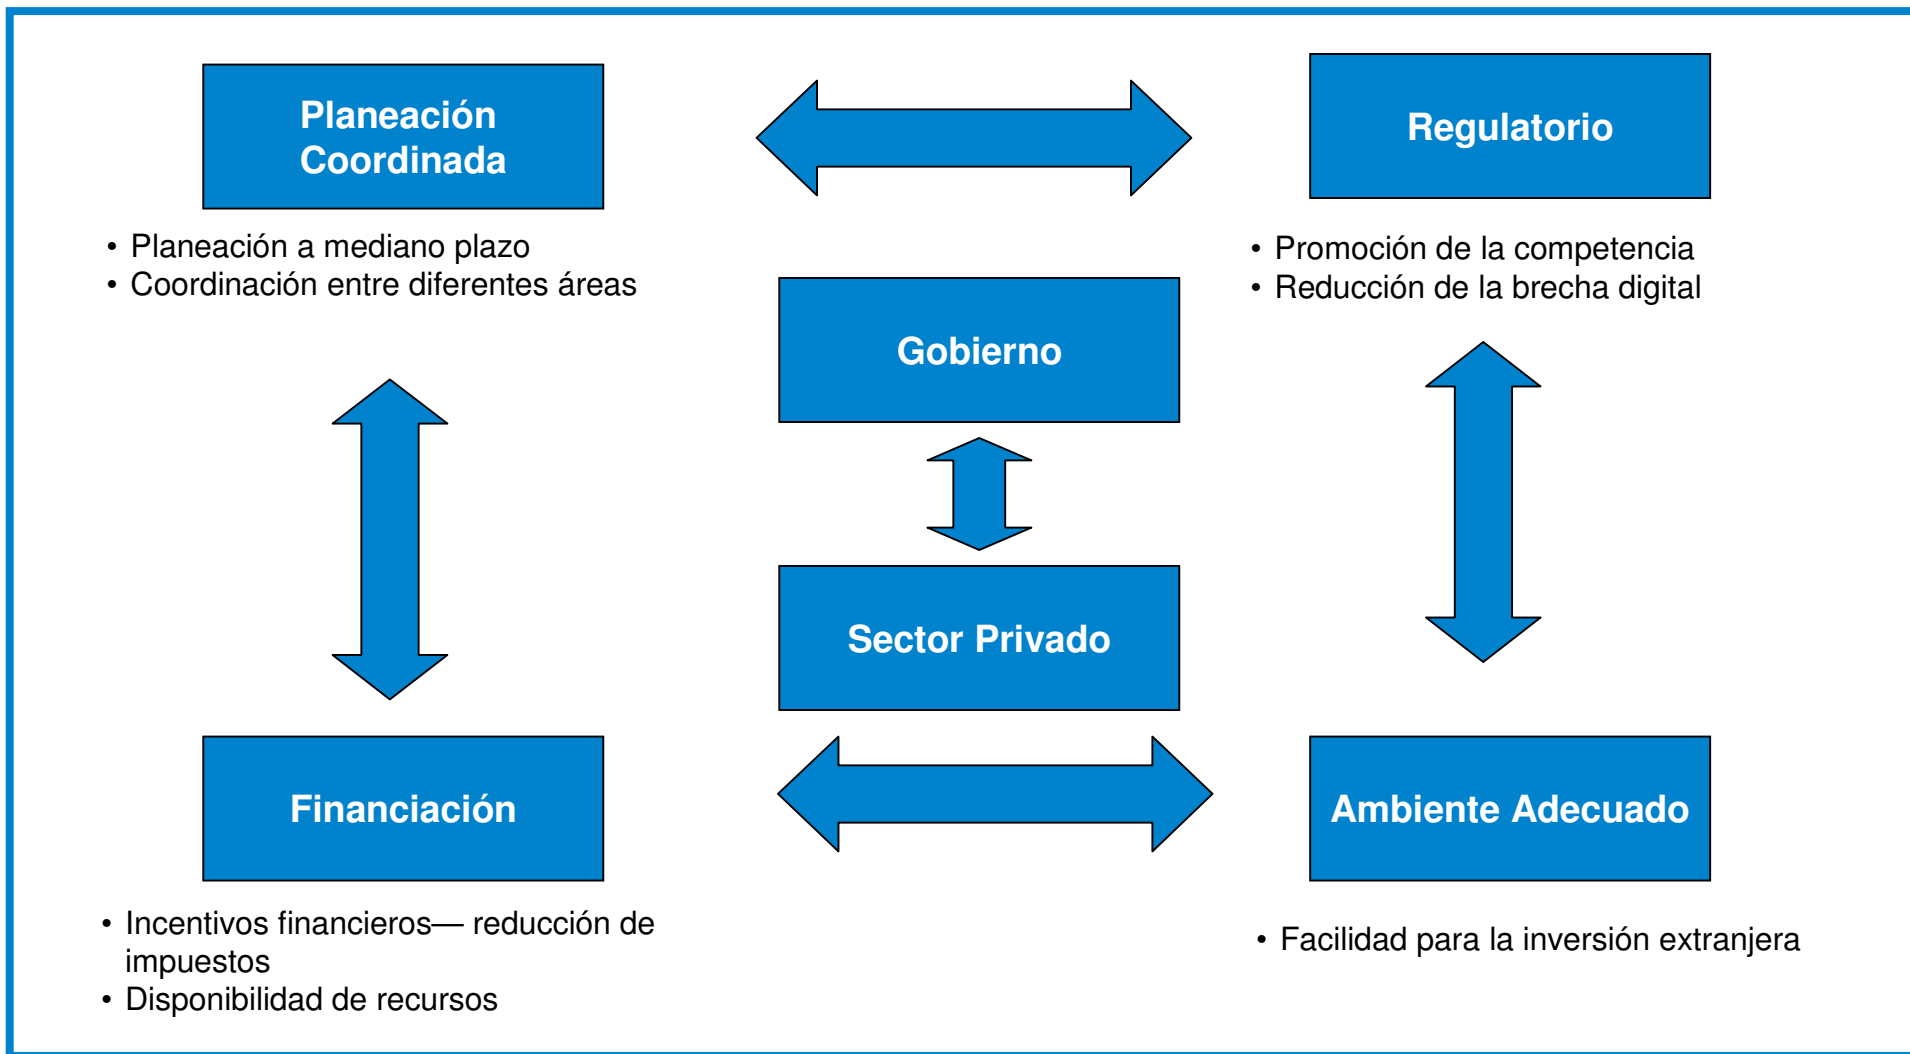 Planeación
Coordinada
• Planeación a mediano plazo
• Coordinación entre diferentes áreas
Regulatorio
• Promoción de la competencia
• Reducción de la brecha digital
Gobierno
Sector Privado
Financiación
• Incentivos financieros— reducción de
impuestos
• Disponibilidad de recursos
Ambiente Adecuado
• Facilidad para la inversión extranjera